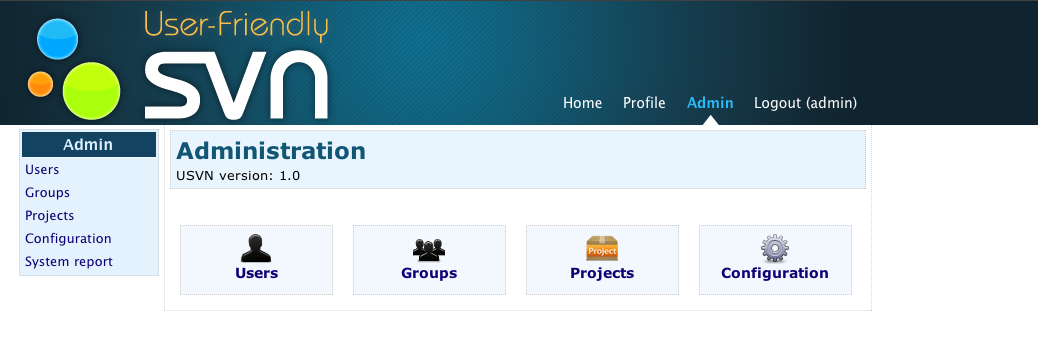 User-Friendly
SVN
Home Profile Admin Logout (admin)
Admin
Users
Groups
Projects
Configuration
System report
Administration
USVN version: 1.0
Project
Users Groups Projects Configuration